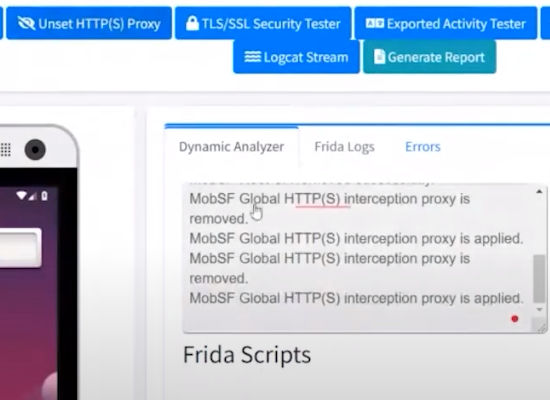 Unset HTTP(S) Proxy
TLS/SSL Security Tester
Exported Activity Tester
Logcat Stream
Generate Report
Dynamic Analyzer
Frida Logs
Errors
MobSF Global HTTP(S) interception proxy is
removed.
MobSF Global HTTP(S) interception proxy is applied.
MobSF Global HTTP(S) interception proxy is
removed.
MobSF Global HTTP(S) interception proxy is applied.
Frida Scripts